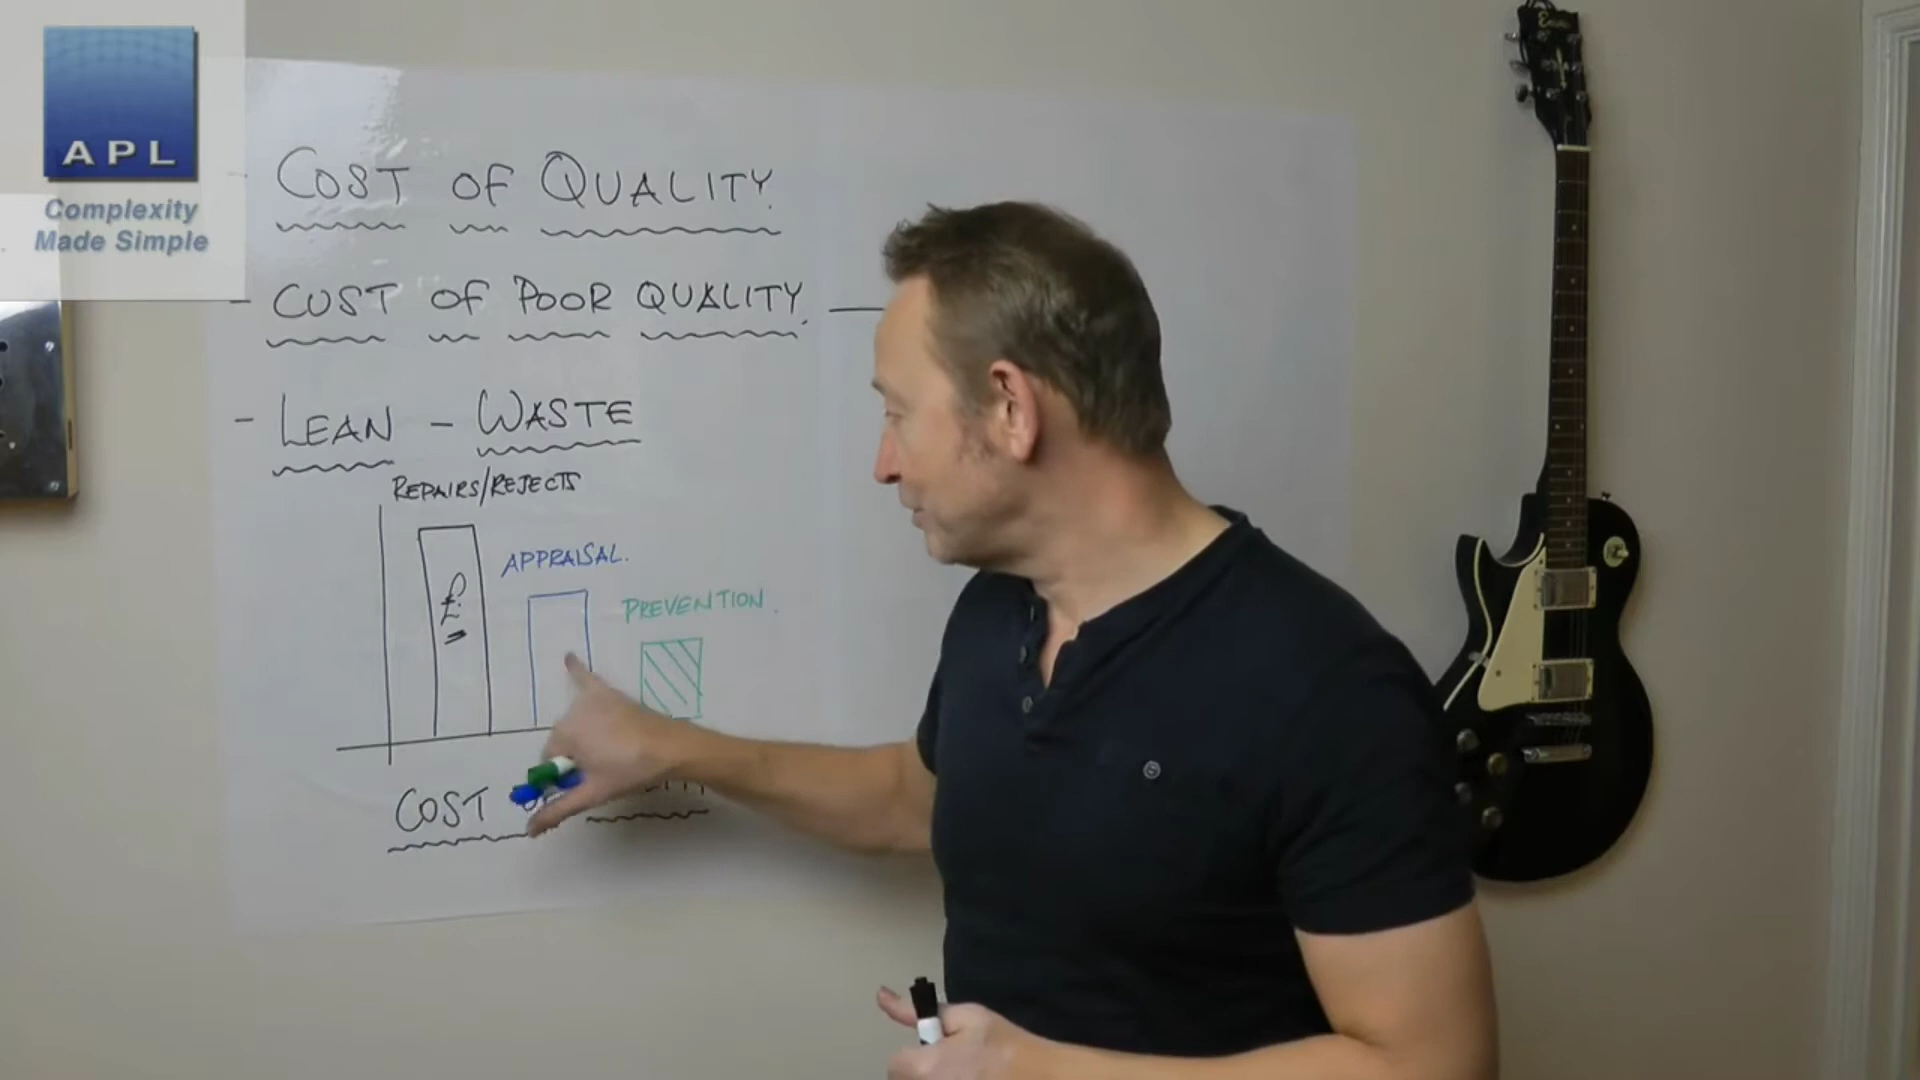 APL
Complexity
Made Simple
- COST OF QUALITY.
- COST OF POOR QUALITY. —
- LEAN - WASTE
REPAIRS/REJECTS
APPRAISAL.
PREVENTION.
£
COST